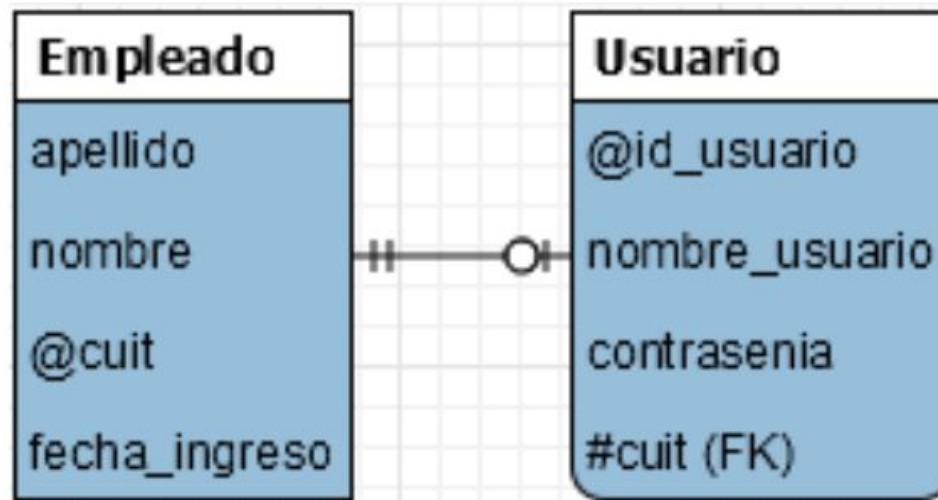 Empleado
apellido
nombre
@cuit
fecha_ingreso
Usuario
@id_usuario
nombre_usuario
contrasenia
#cuit (FK)